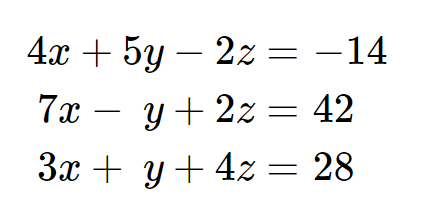 4x + 5y − 2z = −14
7x − y + 2z = 42
3x + y + 4z = 28